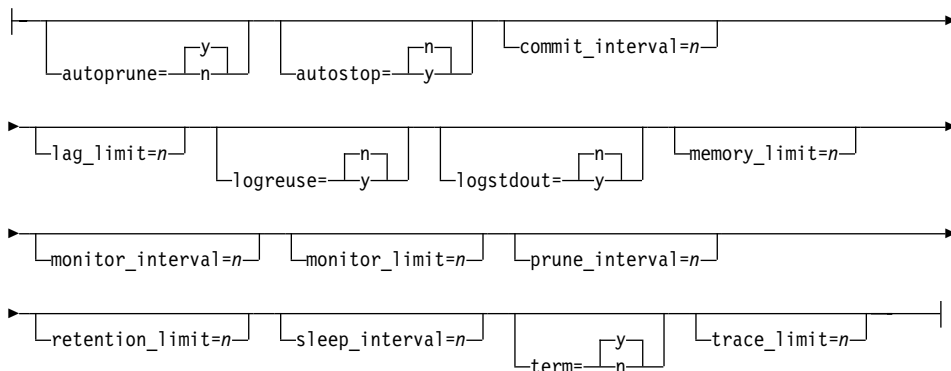 y n n
autoprune= n autostop= y commit_interval=n
n n
lag_limit=n logreuse= y logstdout= y memory_limit=n
monitor_interval=n monitor_limit=n prune_interval=n
y
retention_limit=n sleep_interval=n term= n trace_limit=n